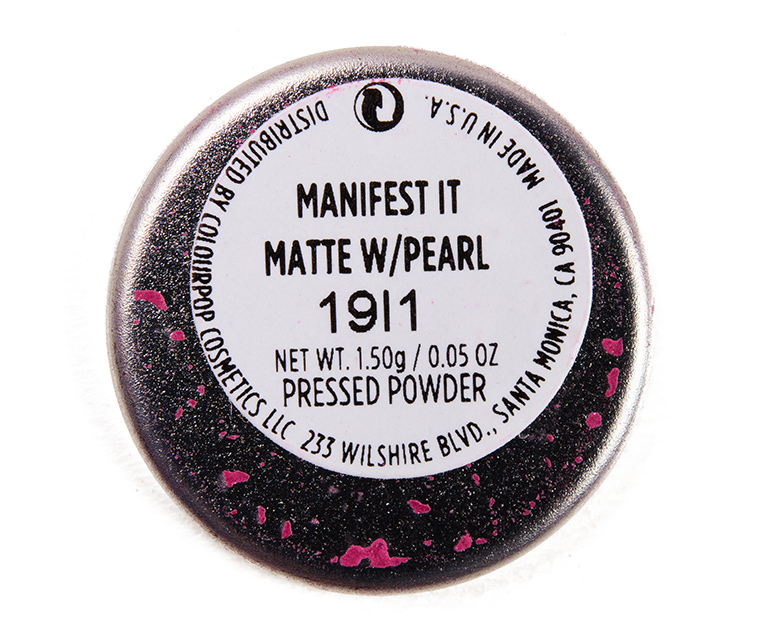 MANIFEST IT
MATTE W/PEARL
19I1
NET WT. 1.50g / 0.05 OZ
PRESSED POWDER
DISTRIBUTED BY COLOURPOP COSMETICS LLC 233 WILSHIRE BLVD., SANTA MONICA, CA 90401 MADE IN U.S.A.